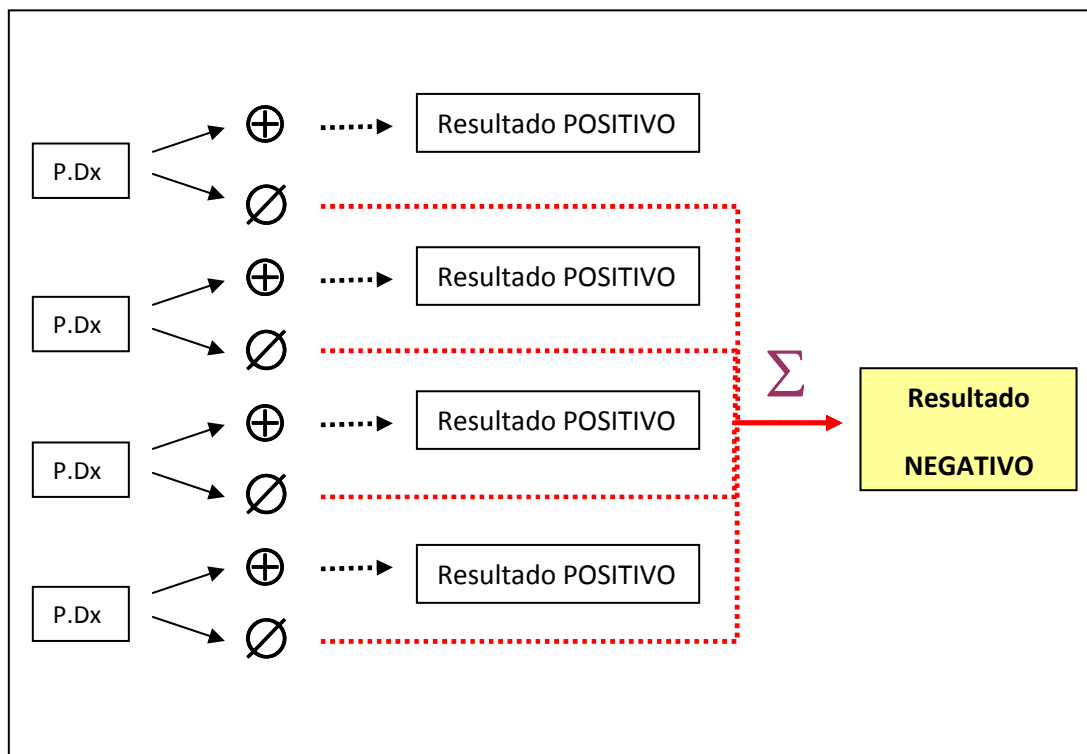 P.Dx
Resultado POSITIVO
P.Dx
Resultado POSITIVO
P.Dx
Resultado POSITIVO
P.Dx
Resultado POSITIVO
Σ
Resultado
NEGATIVO